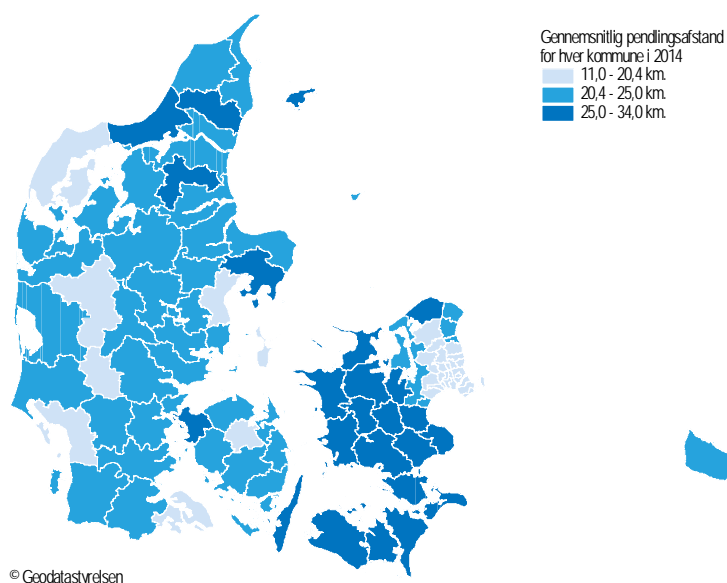 Gennemsnitlig pendlingsafstand
for hver kommune i 2014
11,0 - 20,4 km.
20,4 - 25,0 km.
25,0 - 34,0 km.
© Geodatastyrelsen